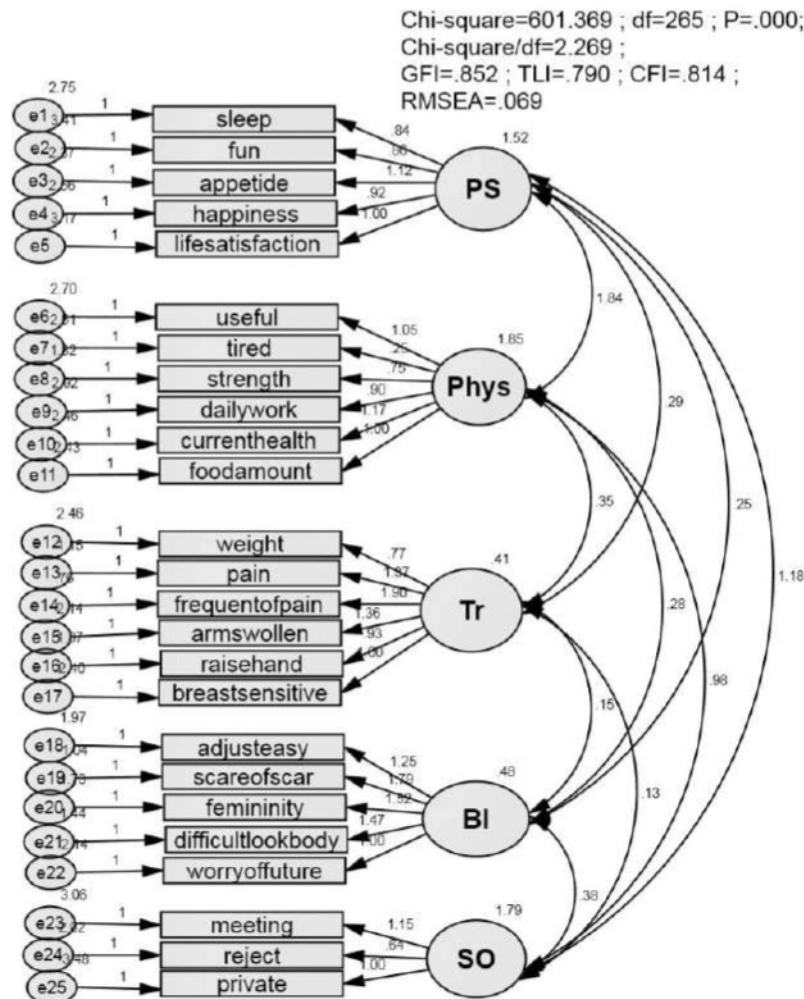 Chi-square=601.369 ; df=265 ; P=.000;
Chi-square/df=2.269 ;
GFI=.852 ; TLI=.790 ; CFI=.814 ;
RMSEA=.069
2.75
e1 1 sleep .84
e2 1 fun .86
e3 1 appetide 1.12
e4 1 happiness .92
e5 1 lifesatisfaction 1.00
PS 1.52
2.70
e6 1 useful 1.05
e7 1 tired .25
e8 1 strength .75
e9 1 dailywork .90
e10 1 currenthealth 1.17
e11 1 foodamount 1.00
Phys 1.85
2.46
e12 1 weight .77
e13 1 pain
e14 1 frequentofpain 1.90
e15 1 armswollen 1.36
e16 1 raisehand .93
e17 1 breastsensitive
Tr .41
1.97
e18 1 adjusteasy 1.25
e19 1 scareofscar 1.79
e20 1 femininity
e21 1 difficultlookbody 1.47
e22 1 worryoffuture 1.00
BI .48
3.06
e23 1 meeting 1.15
e24 1 reject .64
e25 1 private 1.00
SO 1.79
1.84
.29
.25
1.18
.35
.28
.98
.15
.13
.38